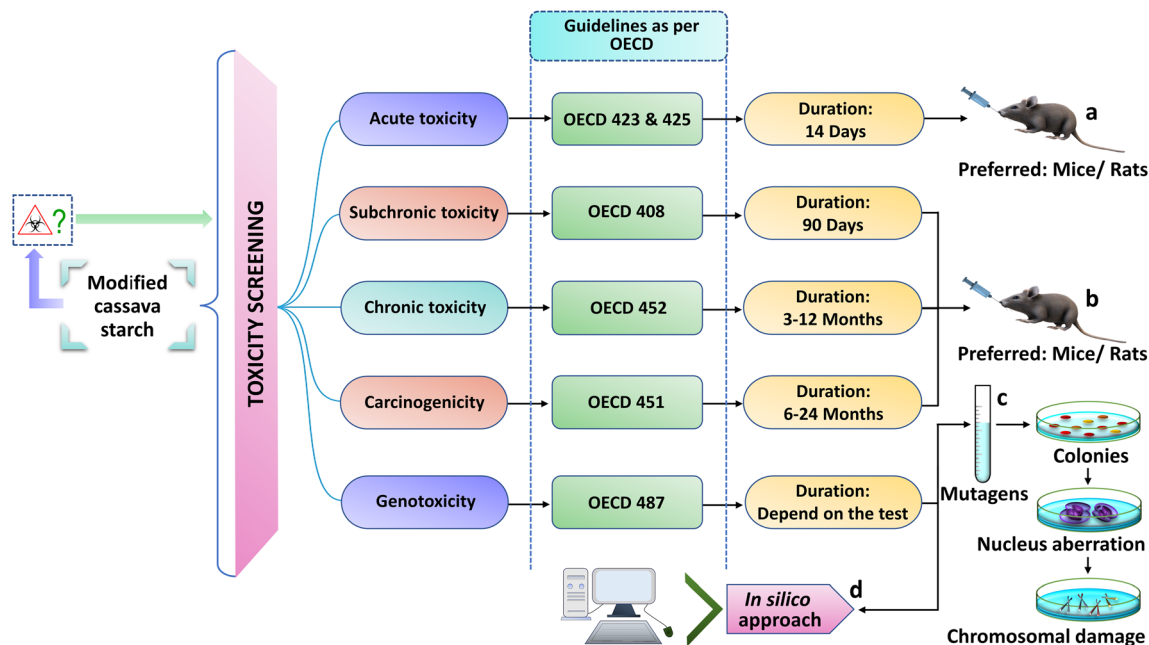 Guidelines as per
OECD
?
Modified
cassava
starch
TOXICITY SCREENING
Acute toxicity
OECD 423 & 425
Duration:
14 Days
a
Preferred: Mice/ Rats
Subchronic toxicity
OECD 408
Duration:
90 Days
Chronic toxicity
OECD 452
Duration:
3-12 Months
b
Preferred: Mice/ Rats
Carcinogenicity
OECD 451
Duration:
6-24 Months
Genotoxicity
OECD 487
Duration:
Depend on the test
c
Mutagens
Colonies
Nucleus aberration
Chromosomal damage
In silico
approach
d